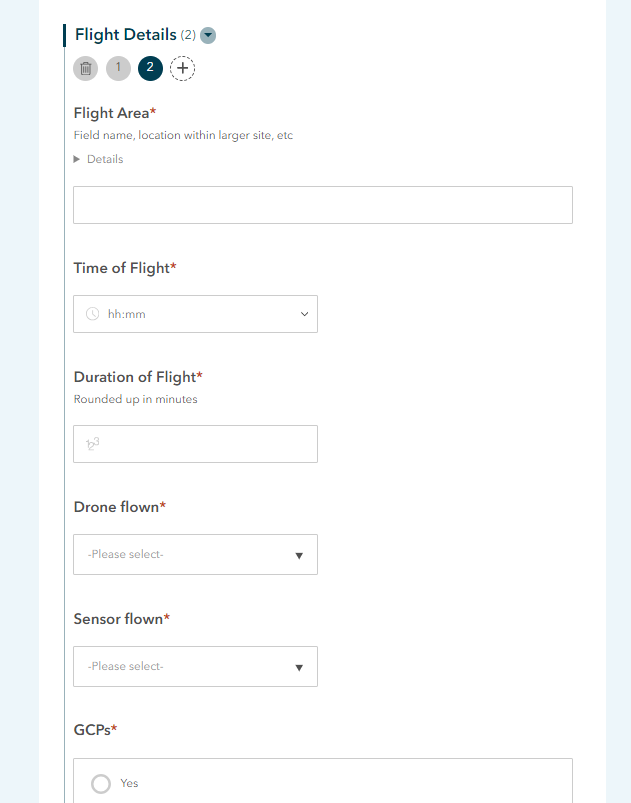 Flight Details (2)
1 2 +
Flight Area*
Field name, location within larger site, etc
Details
Time of Flight*
hh:mm
Duration of Flight*
Rounded up in minutes
123
Drone flown*
-Please select-
Sensor flown*
-Please select-
GCPs*
Yes